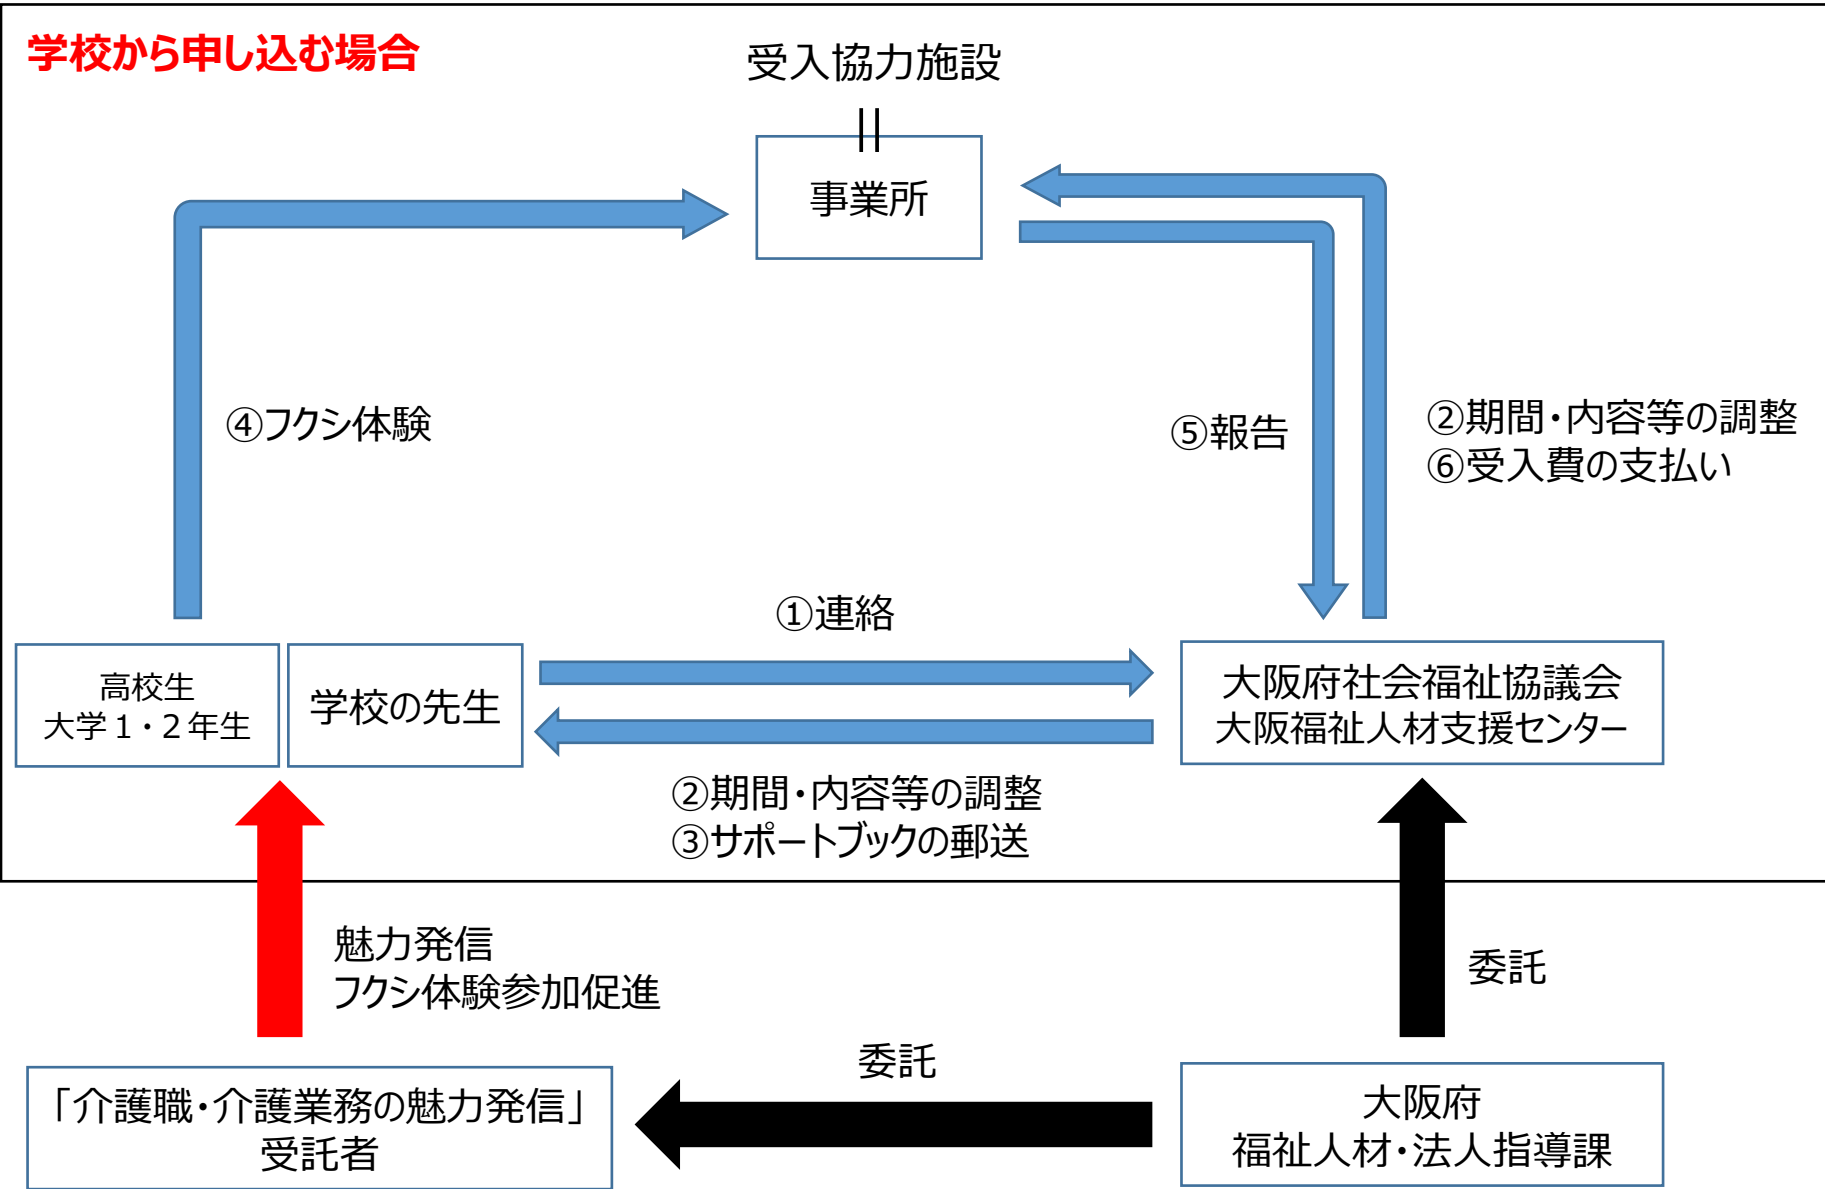 学校から申し込む場合
受入協力施設
事業所
④フクシ体験
⑤報告
②期間・内容等の調整
⑥受入費の支払い
①連絡
高校生
大学１・２年生
学校の先生
大阪府社会福祉協議会
大阪福祉人材支援センター
②期間・内容等の調整
③サポートブックの郵送
魅力発信
フクシ体験参加促進
委託
委託
「介護職・介護業務の魅力発信」
受託者
大阪府
福祉人材・法人指導課